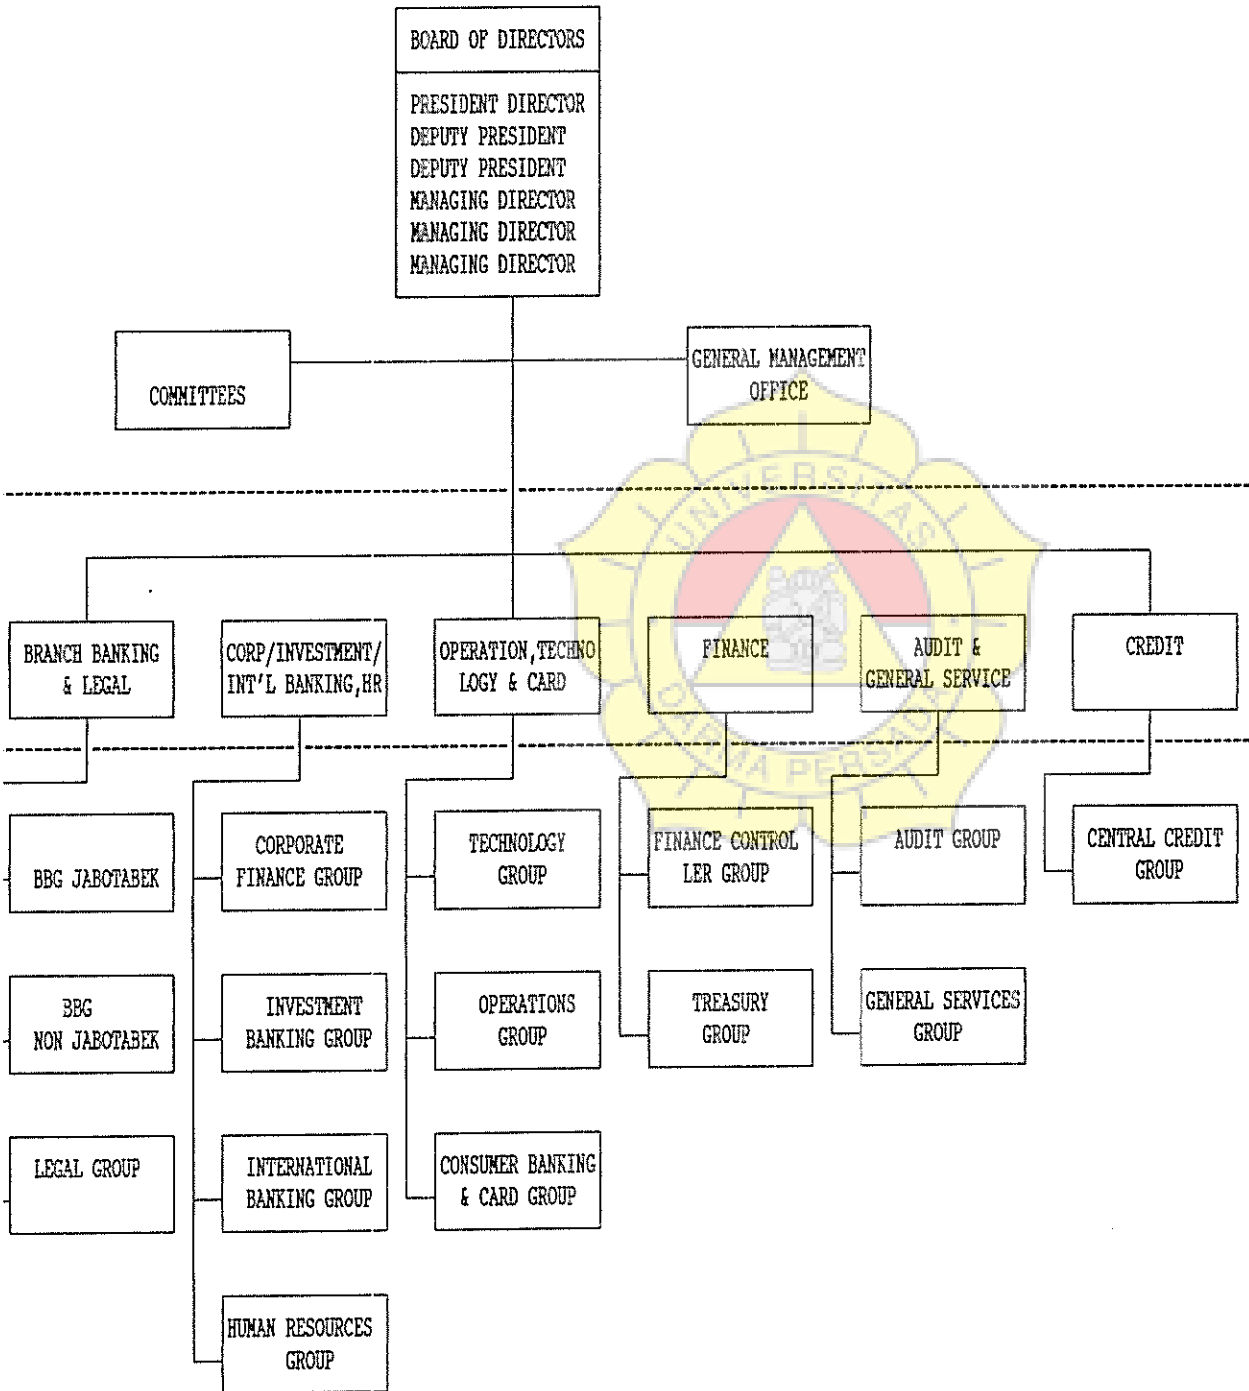 BOARD OF DIRECTORS
PRESIDENT DIRECTOR
DEPUTY PRESIDENT
DEPUTY PRESIDENT
MANAGING DIRECTOR
MANAGING DIRECTOR
MANAGING DIRECTOR
COMMITTEES
GENERAL MANAGEMENT
OFFICE
UNIVERSITAS
DARMA PERSADA
BRANCH BANKING
& LEGAL
CORP/INVESTMENT/
INT'L BANKING,HR
OPERATION,TECHNO
LOGY & CARD
FINANCE
AUDIT &
GENERAL SERVICE
CREDIT
BBG JABOTABEK
CORPORATE
FINANCE GROUP
TECHNOLOGY
GROUP
FINANCE CONTROL
LER GROUP
AUDIT GROUP
CENTRAL CREDIT
GROUP
BBG
NON JABOTABEK
INVESTMENT
BANKING GROUP
OPERATIONS
GROUP
TREASURY
GROUP
GENERAL SERVICES
GROUP
LEGAL GROUP
INTERNATIONAL
BANKING GROUP
CONSUMER BANKING
& CARD GROUP
HUMAN RESOURCES
GROUP